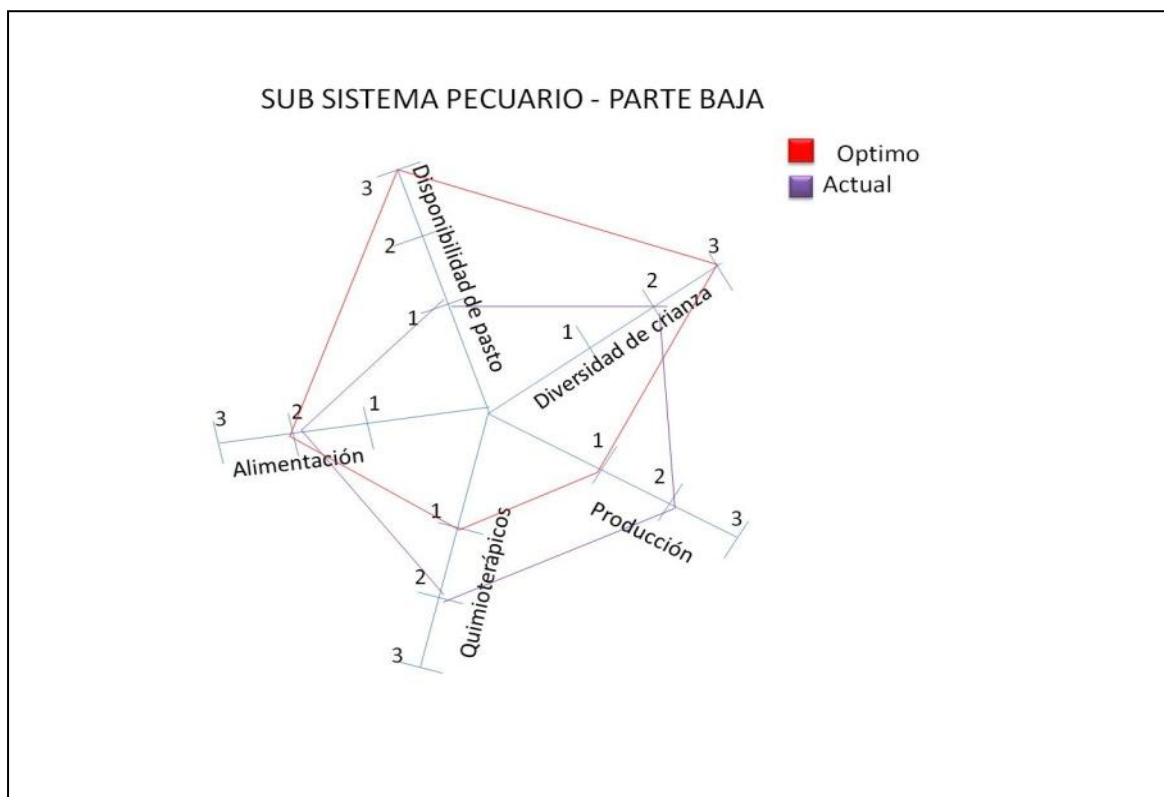 SUB SISTEMA PECUARIO - PARTE BAJA
Optimo
Actual
3
2
1
Disponibilidad de pasto
3
2
1
Diversidad de crianza
3
2
1
Alimentación
1
2
3
Producción
1
2
3
Quimioterápicos